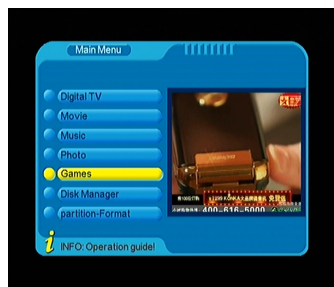 Main Menu
Digital TV
Movie
Music
Photo
Games
Disk Manager
partition-Format
400-616-5000
INFO: Operation guide!